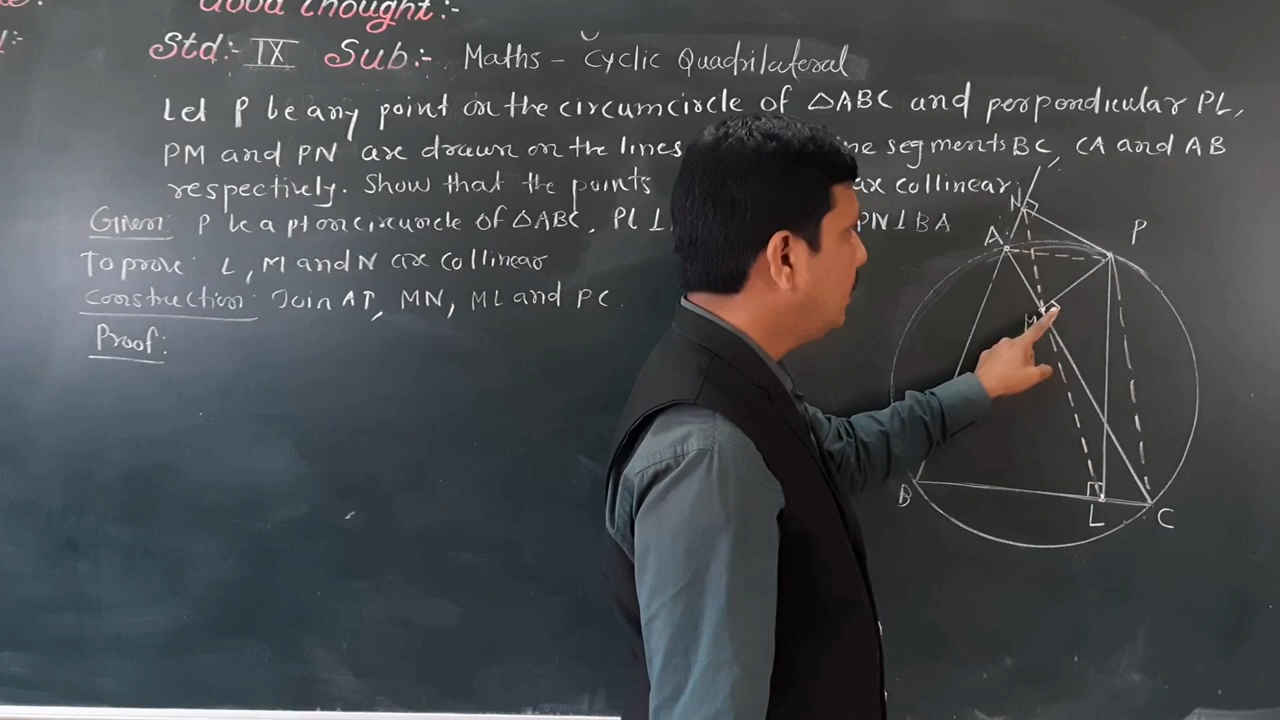 Good thought:-
Std:- IX Sub:- Maths - Cyclic Quadrilateral
Let P be any point on the circumcircle of △ABC and perpendicular PL,
PM and PN are drawn on the lines segments BC, CA and AB
respectively. Show that the points are collinear.
Given: P be a pt on circumcircle of △ABC, PL ⊥ PN ⊥ BA
To prove: L, M and N are collinear
Construction: Join AP, MN, ML and PC.
Proof:
N
A
P
M
B
L
C